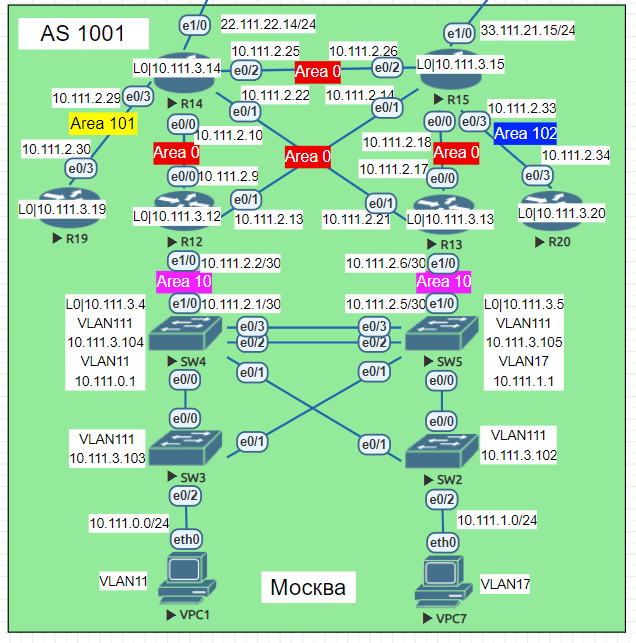 22.111.22.14/24
e1/0
33.111.21.15/24
e1/0
AS 1001
10.111.2.25
10.111.2.26
L0|10.111.3.14
e0/2
Area 0
e0/2
L0|10.111.3.15
R14
R15
10.111.2.29
e0/3
10.111.2.22
10.111.2.14
e0/1
e0/1
10.111.2.33
Area 101
e0/0
e0/0
e0/3
Area 102
10.111.2.10
10.111.2.18
10.111.2.30
Area 0
Area 0
Area 0
10.111.2.34
e0/3
e0/0
10.111.2.9
10.111.2.17
e0/0
e0/3
e0/1
e0/1
L0|10.111.3.19
L0|10.111.3.12
10.111.2.13
10.111.2.21
L0|10.111.3.13
L0|10.111.3.20
R19
R12
R13
R20
e1/0
10.111.2.2/30
10.111.2.6/30
e1/0
Area 10
Area 10
L0|10.111.3.4
e1/0
10.111.2.1/30
10.111.2.5/30
e1/0
L0|10.111.3.5
VLAN111
10.111.3.104
VLAN11
10.111.0.1
e0/3
e0/3
e0/2
e0/2
VLAN111
10.111.3.105
VLAN17
10.111.1.1
SW4
SW5
e0/0
e0/1
e0/1
e0/0
e0/0
e0/0
VLAN111
10.111.3.103
e0/1
e0/1
VLAN111
10.111.3.102
SW3
SW2
e0/2
e0/2
10.111.0.0/24
10.111.1.0/24
eth0
eth0
VLAN11
Москва
VLAN17
VPC1
VPC7